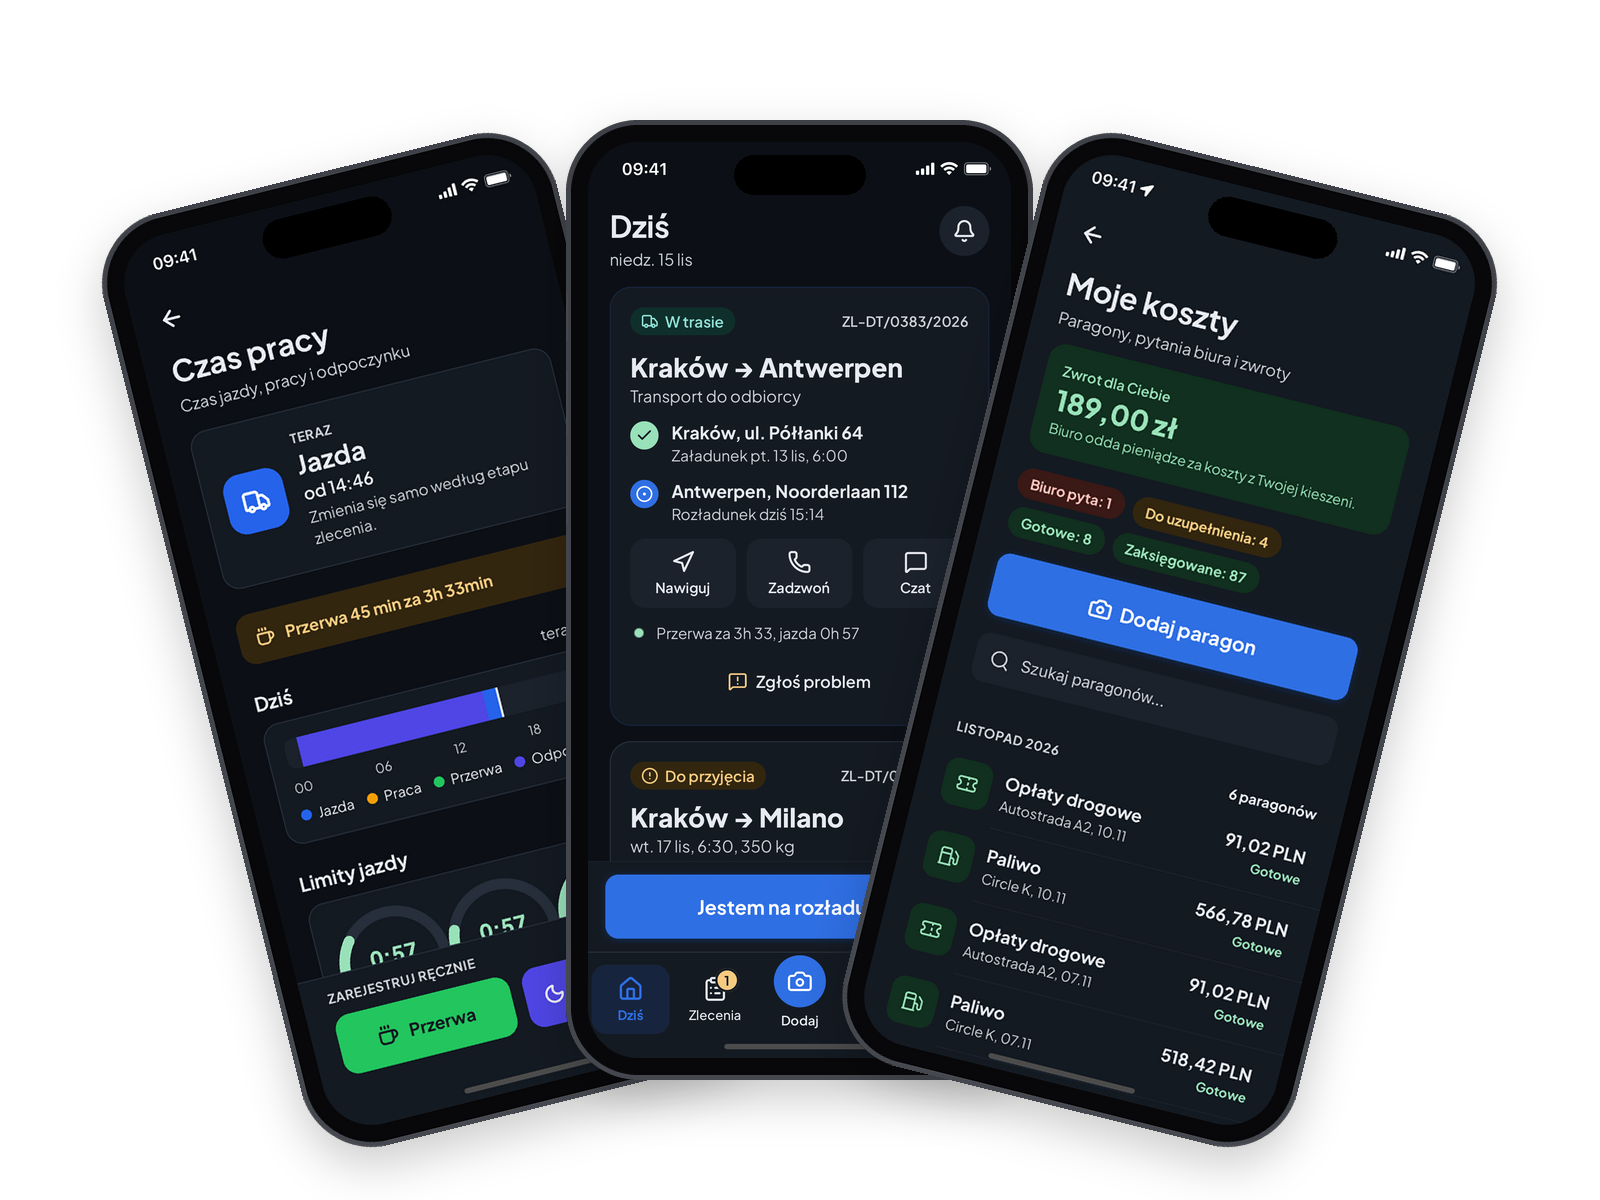 09:41
Czas pracy
Czas jazdy, pracy i odpoczynku
TERAZ
Jazda
od 14:46
Zmienia się samo według etapu
zlecenia.
Przerwa 45 min za 3h 33min
Dziś
00 06 12 18
Jazda Praca Przerwa
Limity jazdy
0:57 0:57
ZAREJESTRUJ RĘCZNIE
Przerwa
09:41
Dziś
niedz. 15 lis
W trasie ZL-DT/0383/2026
Kraków → Antwerpen
Transport do odbiorcy
Kraków, ul. Półłanki 64
Załadunek pt. 13 lis, 6:00
Antwerpen, Noorderlaan 112
Rozładunek dziś 15:14
Nawiguj Zadzwoń Czat
Przerwa za 3h 33, jazda 0h 57
Zgłoś problem
Do przyjęcia ZL-DT/
Kraków → Milano
wt. 17 lis, 6:30, 350 kg
Jestem na
1
Dziś Zlecenia Dodaj
09:41
Moje koszty
Paragony, pytania biura i zwroty
Zwrot dla Ciebie
189,00 zł
Biuro odda pieniądze za koszty z Twojej kieszeni.
Biuro pyta: 1 Do uzupełnienia: 4
Gotowe: 8 Zaksięgowane: 87
Dodaj paragon
Szukaj paragonów...
LISTOPAD 2026 6 paragonów
Opłaty drogowe 91,02 PLN
Autostrada A2, 10.11 Gotowe
Paliwo 566,78 PLN
Circle K, 10.11 Gotowe
Opłaty drogowe 91,02 PLN
Autostrada A2, 07.11 Gotowe
Paliwo 518,42 PLN
Circle K, 07.11 Gotowe